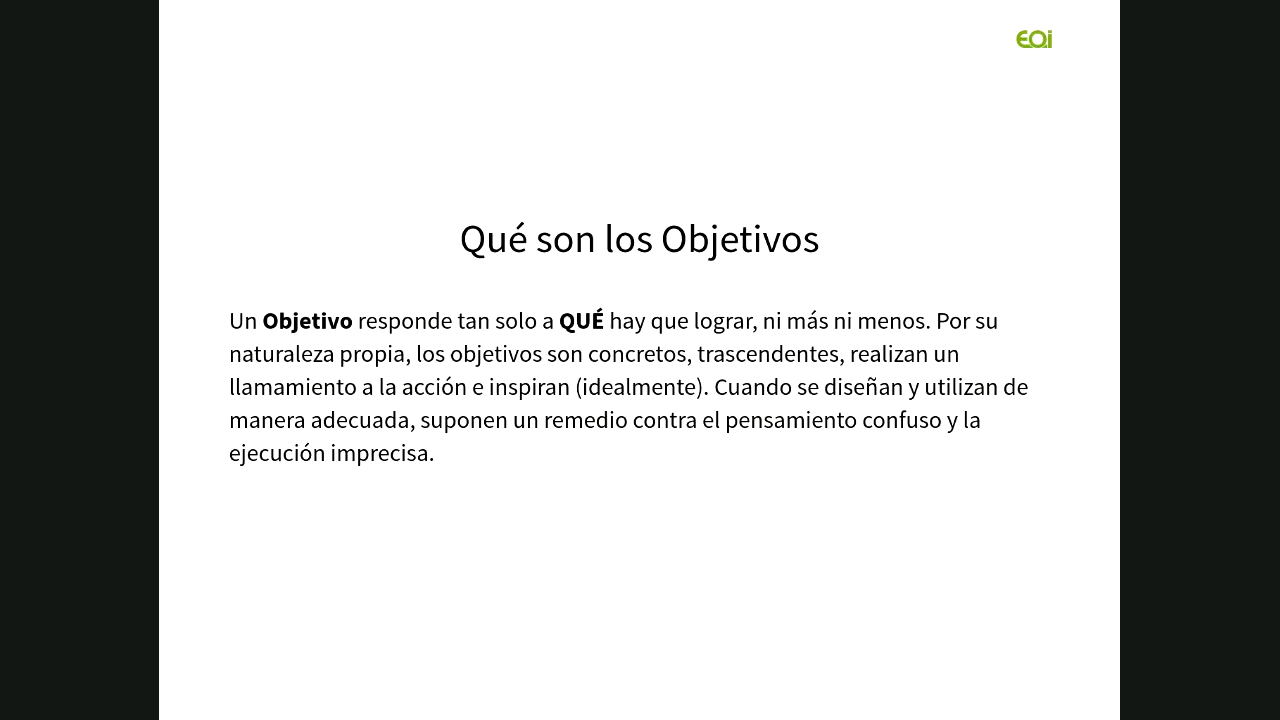 EOi
Qué son los Objetivos
Un Objetivo responde tan solo a QUÉ hay que lograr, ni más ni menos. Por su
naturaleza propia, los objetivos son concretos, trascendentes, realizan un
llamamiento a la acción e inspiran (idealmente). Cuando se diseñan y utilizan de
manera adecuada, suponen un remedio contra el pensamiento confuso y la
ejecución imprecisa.